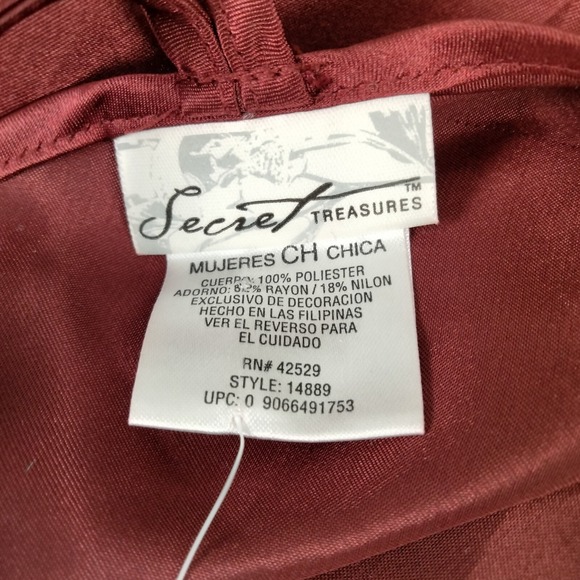 Secret TREASURES™
MUJERES CH CHICA
CUERPO: 100% POLIESTER
ADORNO: 82% RAYON / 18% NILON
EXCLUSIVO DE DECORACION
HECHO EN LAS FILIPINAS
VER EL REVERSO PARA
EL CUIDADO
RN# 42529
STYLE: 14889
UPC: 0 9066491753